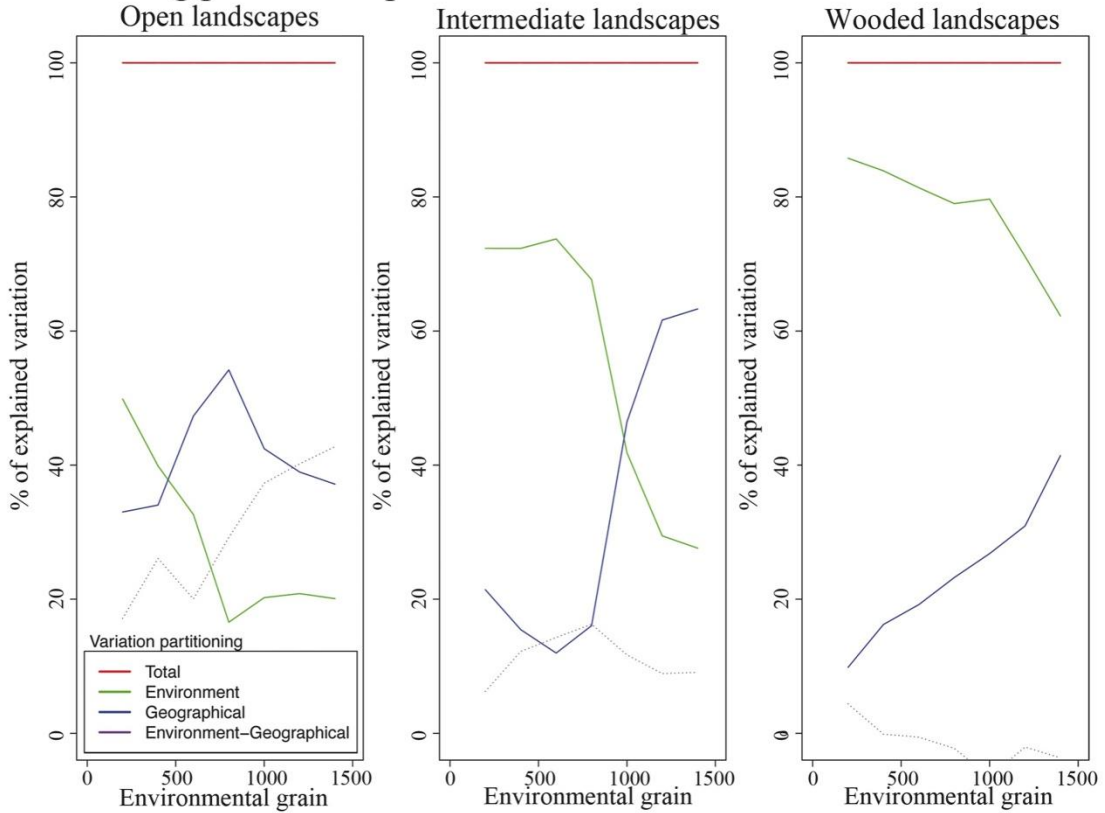 Open landscapes
Intermediate landscapes
Wooded landscapes
% of explained variation
100
80
60
40
20
0
Variation partitioning
Total
Environment
Geographical
Environment-Geographical
0 500 1000 1500
Environmental grain
% of explained variation
100
80
60
40
20
0
0 500 1000 1500
Environmental grain
% of explained variation
100
80
60
40
20
0
0 500 1000 1500
Environmental grain